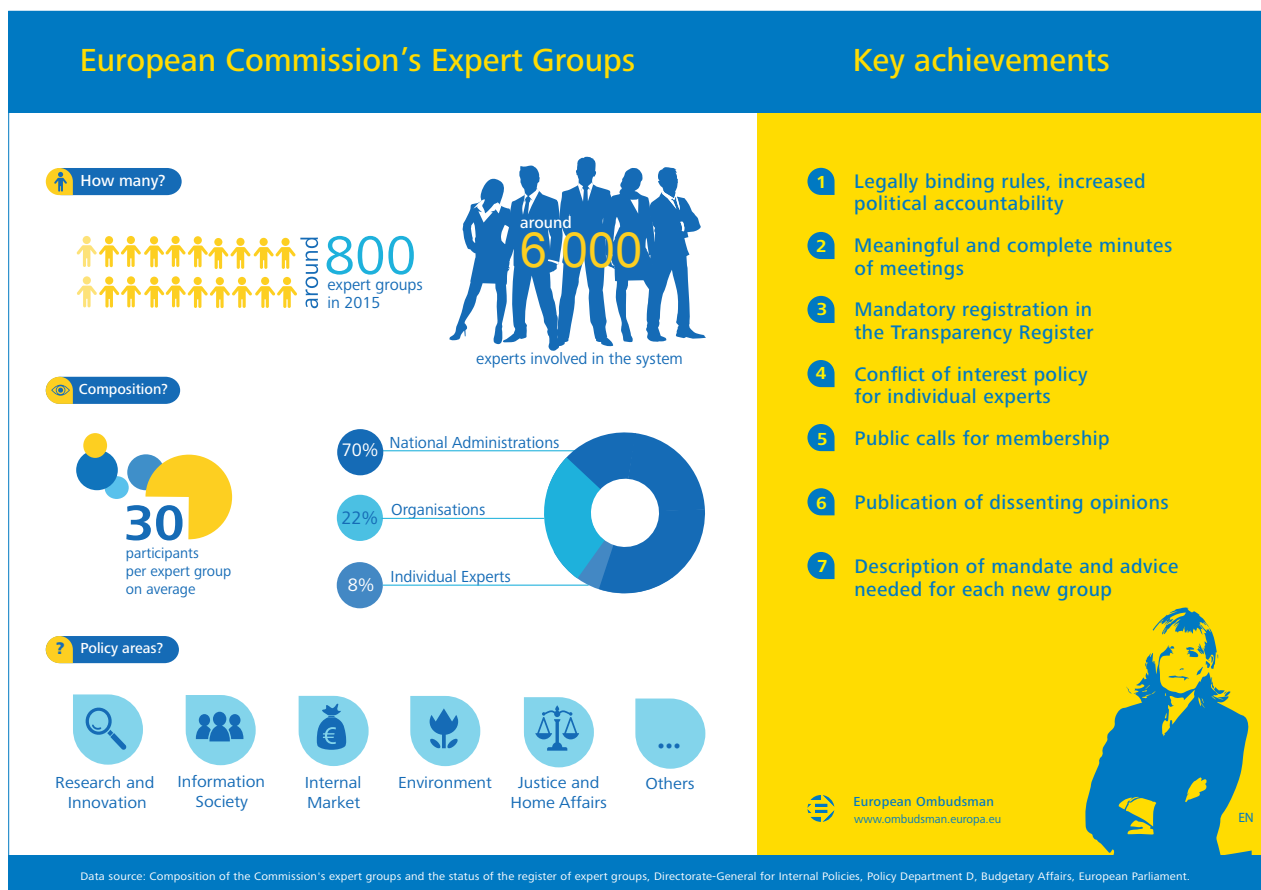 European Commission's Expert Groups
Key achievements
How many?
around
800
expert groups
in 2015
around
6 000
experts involved in the system
Composition?
30
participants
per expert group
on average
70% National Administrations
22% Organisations
8% Individual Experts
? Policy areas?
€
...
Research and
Innovation
Information
Society
Internal
Market
Environment
Justice and
Home Affairs
Others
1 Legally binding rules, increased
political accountability
2 Meaningful and complete minutes
of meetings
3 Mandatory registration in
the Transparency Register
4 Conflict of interest policy
for individual experts
5 Public calls for membership
6 Publication of dissenting opinions
7 Description of mandate and advice
needed for each new group
European Ombudsman
www.ombudsman.europa.eu
EN
Data source: Composition of the Commission's expert groups and the status of the register of expert groups, Directorate-General for Internal Policies, Policy Department D, Budgetary Affairs, European Parliament.